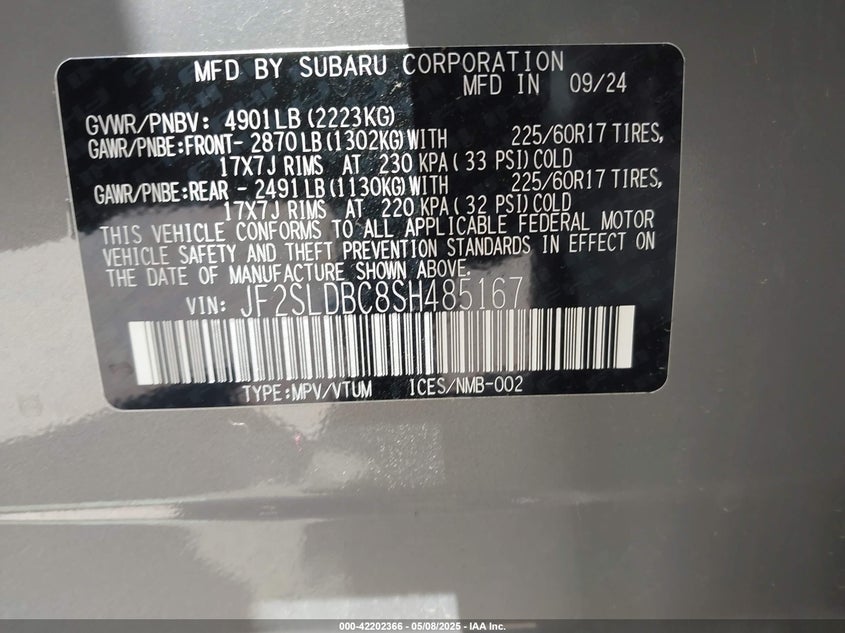 MFD BY SUBARU CORPORATION
MFD IN 09/24
GVWR/PNBV: 4901LB(2223KG)
GAWR/PNBE:FRONT- 2870LB(1302KG)WITH 225/60R17 TIRES,
17X7J RIMS AT 230 KPA(33 PSI)COLD
GAWR/PNBE:REAR - 2491LB(1130KG)WITH 225/60R17 TIRES,
17X7J RIMS AT 220 KPA(32 PSI)COLD
THIS VEHICLE CONFORMS TO ALL APPLICABLE FEDERAL MOTOR
VEHICLE SAFETY AND THEFT PREVENTION STANDARDS IN EFFECT ON
THE DATE OF MANUFACTURE SHOWN ABOVE.
VIN: JF2SLDBC8SH485167
TYPE:MPV/VTUM ICES/NMB-002
000-42202366 - 05/08/2025 - IAA Inc.